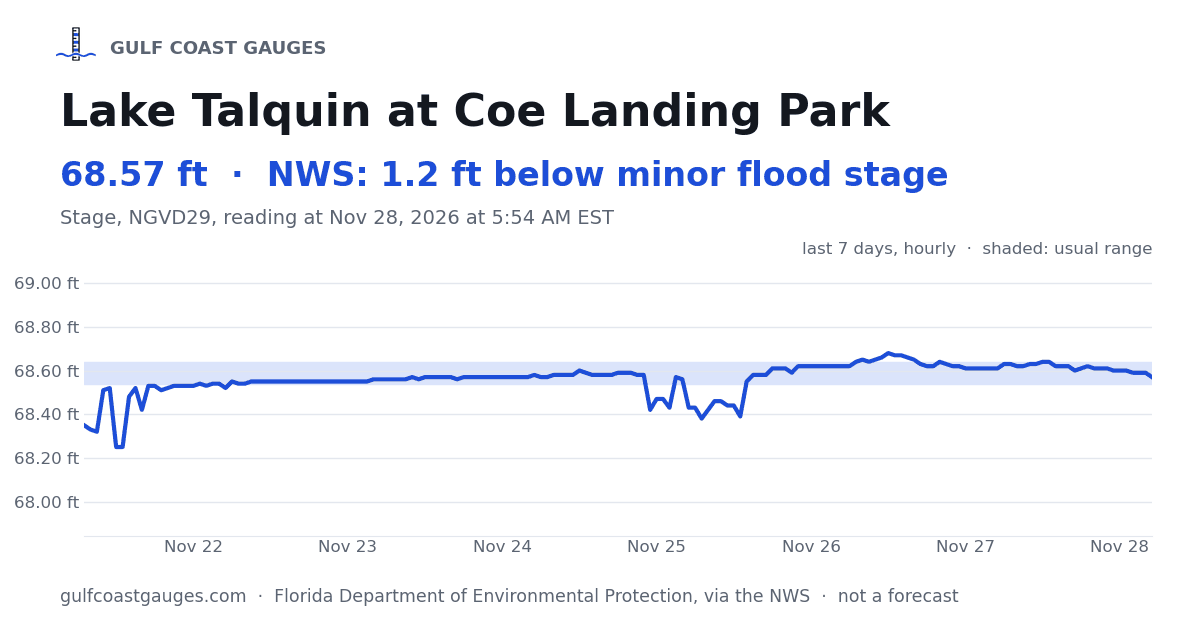 GULF COAST GAUGES
Lake Talquin at Coe Landing Park
68.57 ft · NWS: 1.2 ft below minor flood stage
Stage, NGVD29, reading at Nov 28, 2026 at 5:54 AM EST
last 7 days, hourly · shaded: usual range
69.00 ft
68.80 ft
68.60 ft
68.40 ft
68.20 ft
68.00 ft
Nov 22 Nov 23 Nov 24 Nov 25 Nov 26 Nov 27 Nov 28
gulfcoastgauges.com · Florida Department of Environmental Protection, via the NWS · not a forecast